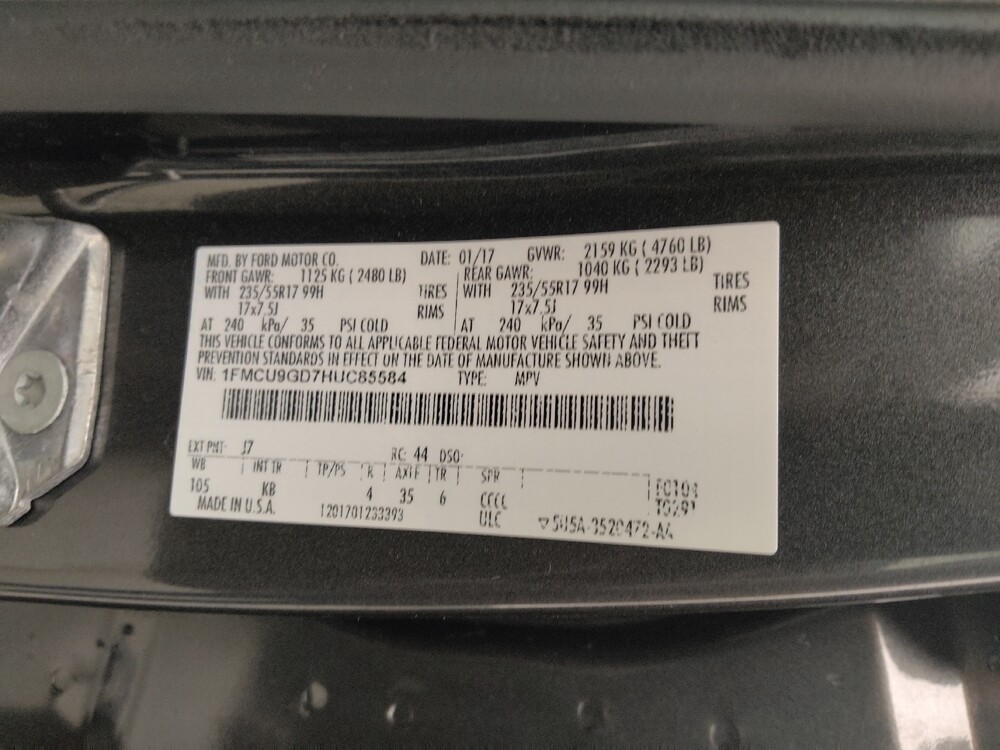 MFD. BY FORD MOTOR CO. DATE: 01/17 GVWR: 2159 KG ( 4760 LB)
FRONT GAWR: 1125 KG ( 2480 LB) REAR GAWR: 1040 KG ( 2293 LB)
WITH 235/55R17 99H TIRES WITH 235/55R17 99H TIRES
17x7.5J RIMS 17x7.5J RIMS
AT 240 kPa/ 35 PSI COLD AT 240 kPa/ 35 PSI COLD
THIS VEHICLE CONFORMS TO ALL APPLICABLE FEDERAL MOTOR VEHICLE SAFETY AND THEFT
PREVENTION STANDARDS IN EFFECT ON THE DATE OF MANUFACTURE SHOWN ABOVE.
VIN: 1FMCU9GD7HUC85584 TYPE: MPV
EXT PNT: J7 RC: 44 DSO:
WB INT TR TP/PS R AXLE TR SPR
105 KB 4 35 6 CCCL
MADE IN U.S.A. 1201701233393 ULC